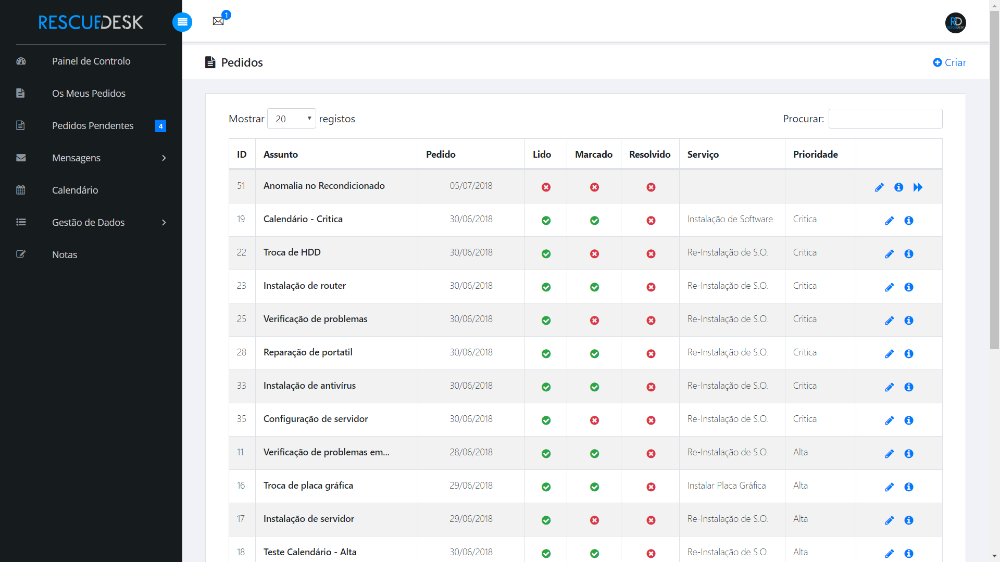 RESCUEDESK
1
RD
Painel de Controlo
Os Meus Pedidos
Pedidos Pendentes 4
Mensagens
Calendário
Gestão de Dados
Notas
Pedidos
Criar
Mostrar 20 registos
Procurar:
ID Assunto Pedido Lido Marcado Resolvido Serviço Prioridade
51 Anomalia no Recondicionado 05/07/2018
19 Calendário - Critica 30/06/2018 Instalação de Software Critica
22 Troca de HDD 30/06/2018 Re-Instalação de S.O. Critica
23 Instalação de router 30/06/2018 Re-Instalação de S.O. Critica
25 Verificação de problemas 30/06/2018 Re-Instalação de S.O. Critica
28 Reparação de portatil 30/06/2018 Re-Instalação de S.O. Critica
33 Instalação de antivírus 30/06/2018 Re-Instalação de S.O. Critica
35 Configuração de servidor 30/06/2018 Re-Instalação de S.O. Critica
11 Verificação de problemas em... 28/06/2018 Re-Instalação de S.O. Alta
16 Troca de placa gráfica 29/06/2018 Instalar Placa Gráfica Alta
17 Instalação de servidor 29/06/2018 Re-Instalação de S.O. Alta
18 Teste Calendário - Alta 30/06/2018 Re-Instalação de S.O. Alta